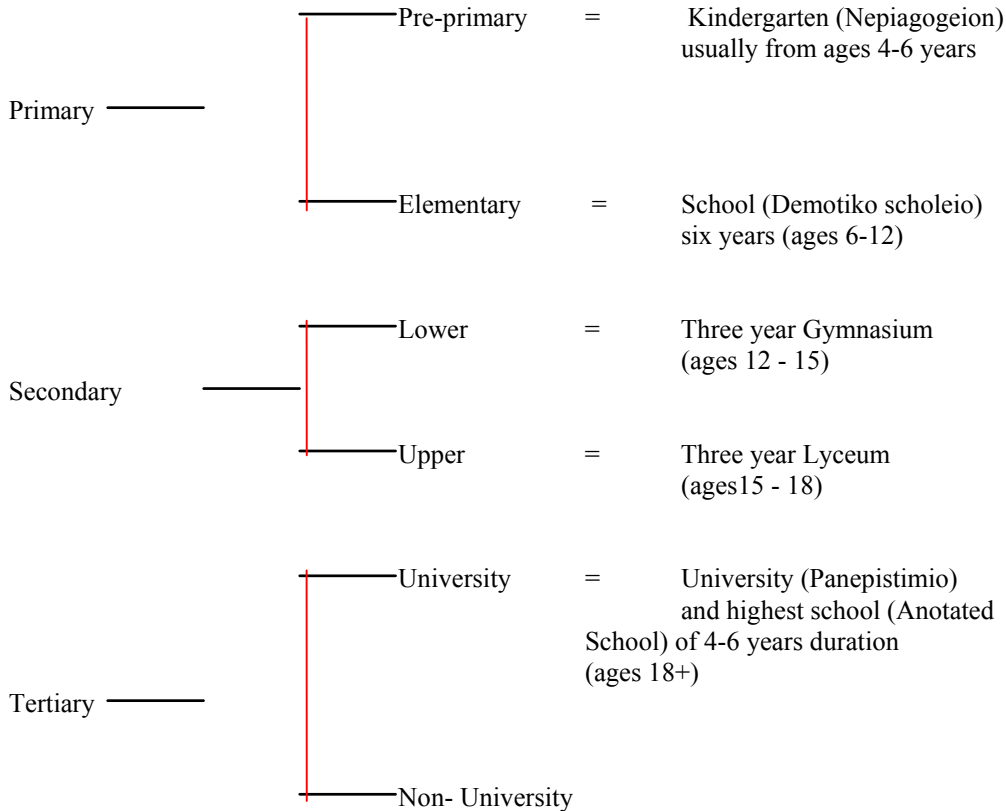 Pre-primary = Kindergarten (Nepiagogeion)
usually from ages 4-6 years
Primary
Elementary = School (Demotiko scholeio)
six years (ages 6-12)
Lower = Three year Gymnasium
(ages 12 - 15)
Secondary
Upper = Three year Lyceum
(ages15 - 18)
University = University (Panepistimio)
and highest school (Anotated
School) of 4-6 years duration
(ages 18+)
Tertiary
Non- University